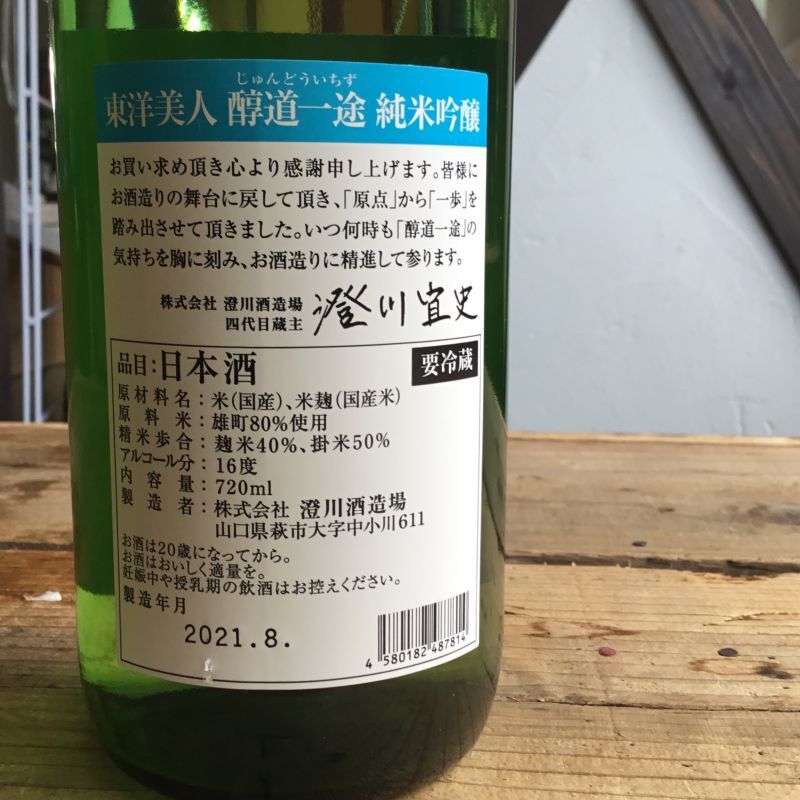 じゅんどういちず
東洋美人 醇道一途 純米吟醸
お買い求め頂き心より感謝申し上げます。皆様に
お酒造りの舞台に戻して頂き、「原点」から「一歩」を
踏み出させて頂きました。いつ何時も「醇道一途」の
気持ちを胸に刻み、お酒造りに精進して参ります。
株式会社 澄川酒造場
四代目蔵主 澄川宜史
品目:日本酒 要冷蔵
原材料名:米(国産)、米麹(国産米)
原料米:雄町80%使用
精米歩合:麹米40%、掛米50%
アルコール分:16度
内容量:720ml
製造者:株式会社 澄川酒造場
山口県萩市大字中小川611
お酒は20歳になってから。
お酒はおいしく適量を。
妊娠中や授乳期の飲酒はお控えください。
製造年月
2021.8.
4 580182 487814